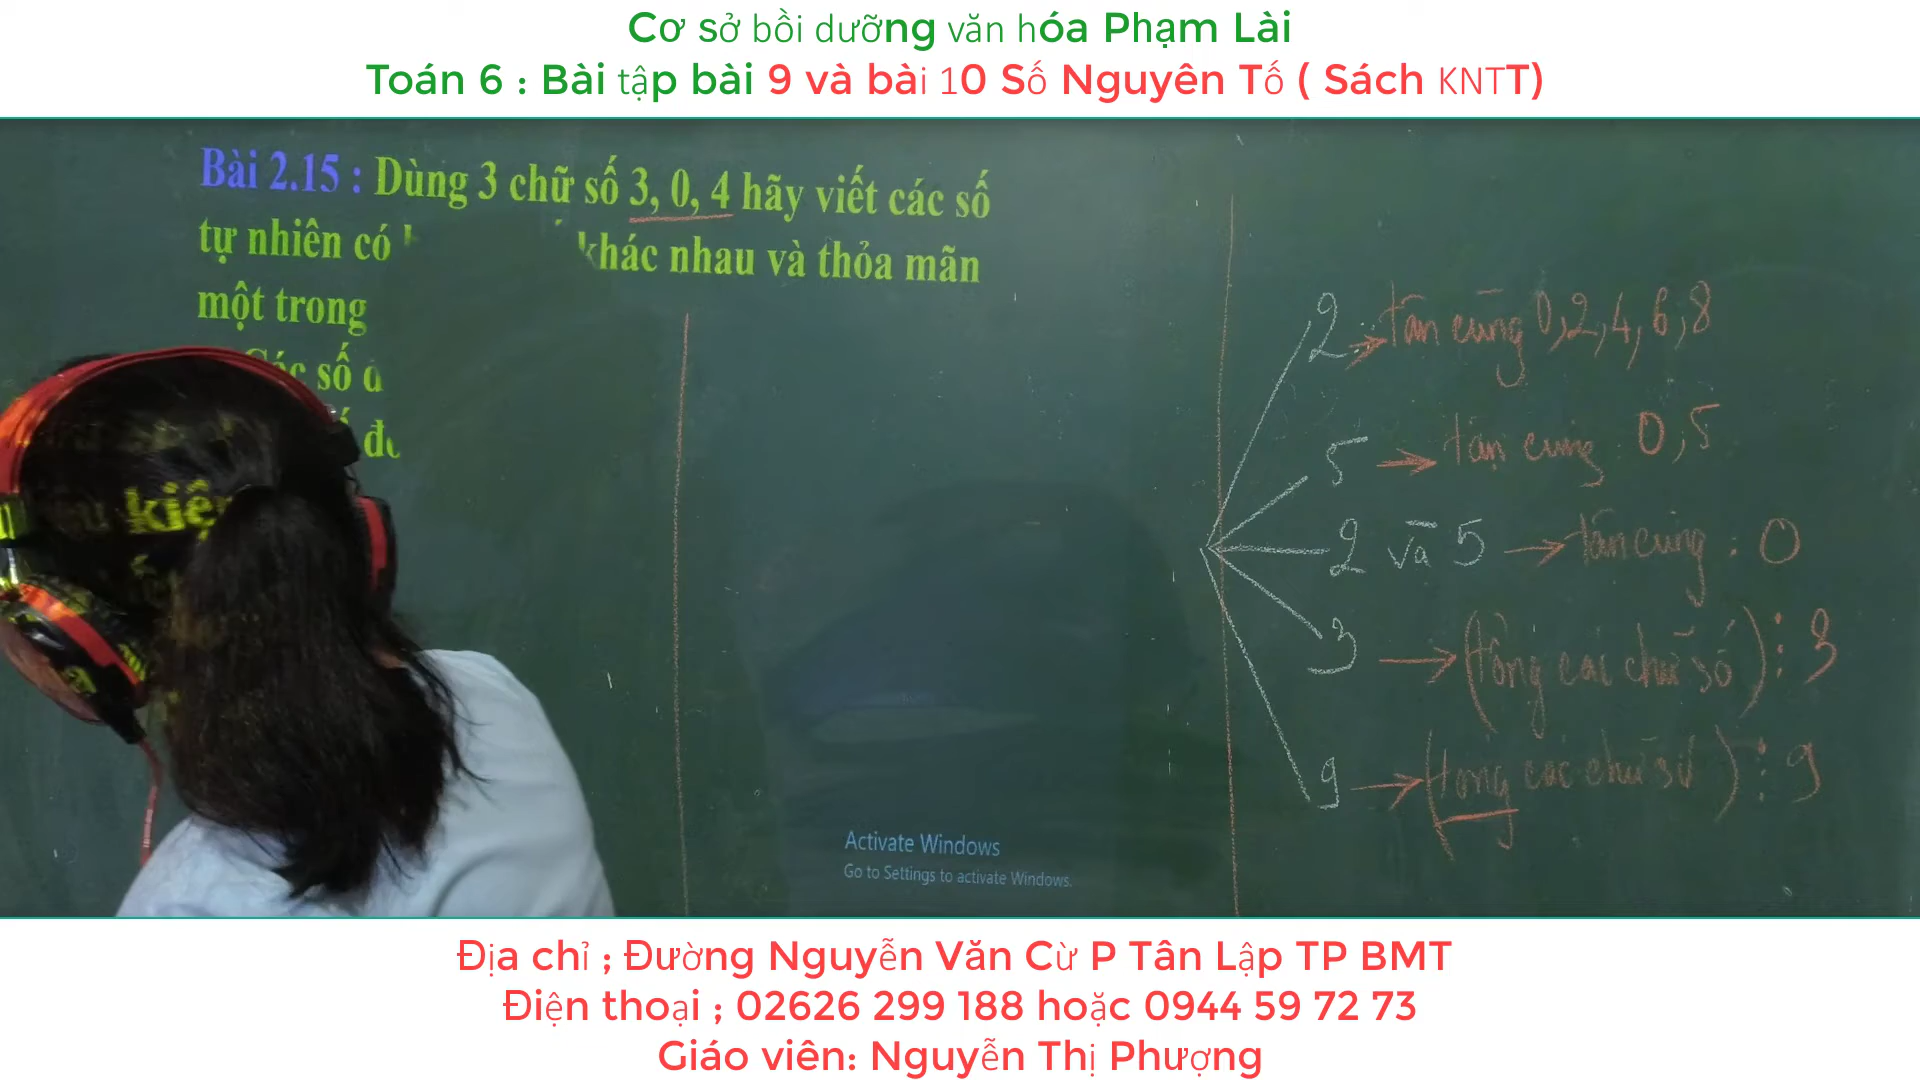 Cơ sở bồi dưỡng văn hóa Phạm Lài
Toán 6 : Bài tập bài 9 và bài 10 Số Nguyên Tố ( Sách KNTT)
Bài 2.15 : Dùng 3 chữ số 3, 0, 4 hãy viết các số
tự nhiên có khác nhau và thỏa mãn
một trong
Các số
kiện
2 → tận cùng 0,2,4,6,8
5 → tận cùng : 0,5
2 và 5 → tận cùng : 0
3 → (tổng các chữ số) ⋮ 3
9 → (tổng các chữ số) ⋮ 9
Activate Windows
Go to Settings to activate Windows.
Địa chỉ ; Đường Nguyễn Văn Cừ P Tân Lập TP BMT
Điện thoại ; 02626 299 188 hoặc 0944 59 72 73
Giáo viên: Nguyễn Thị Phượng